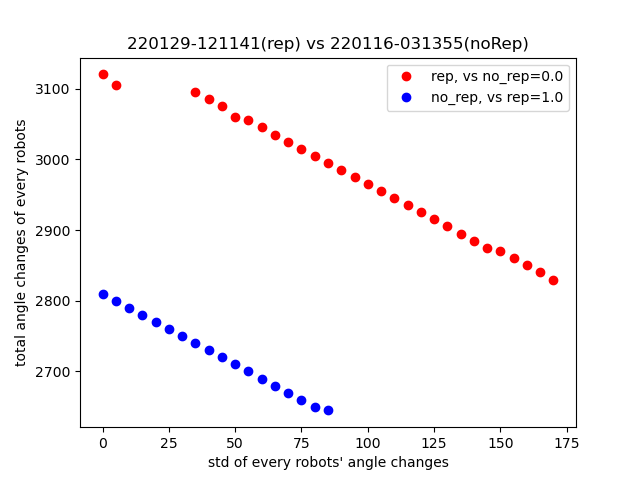 220129-121141(rep) vs 220116-031355(noRep)
rep, vs no_rep=0.0
no_rep, vs rep=1.0
total angle changes of every robots
3100
3000
2900
2800
2700
0 25 50 75 100 125 150 175
std of every robots' angle changes